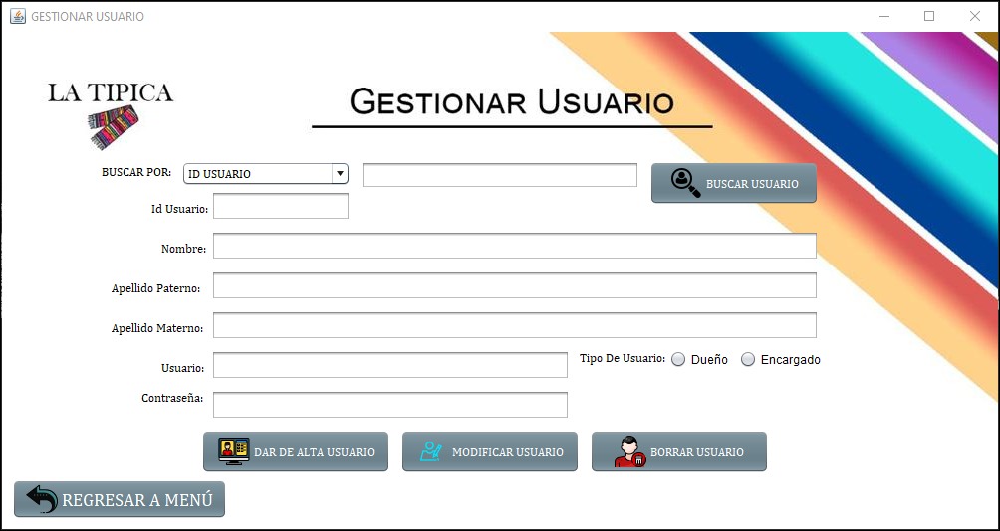 GESTIONAR USUARIO
LA TIPICA
GESTIONAR USUARIO
BUSCAR POR: ID USUARIO BUSCAR USUARIO
Id Usuario:
Nombre:
Apellido Paterno:
Apellido Materno:
Usuario: Tipo De Usuario: Dueño Encargado
Contraseña:
DAR DE ALTA USUARIO MODIFICAR USUARIO BORRAR USUARIO
REGRESAR A MENÚ